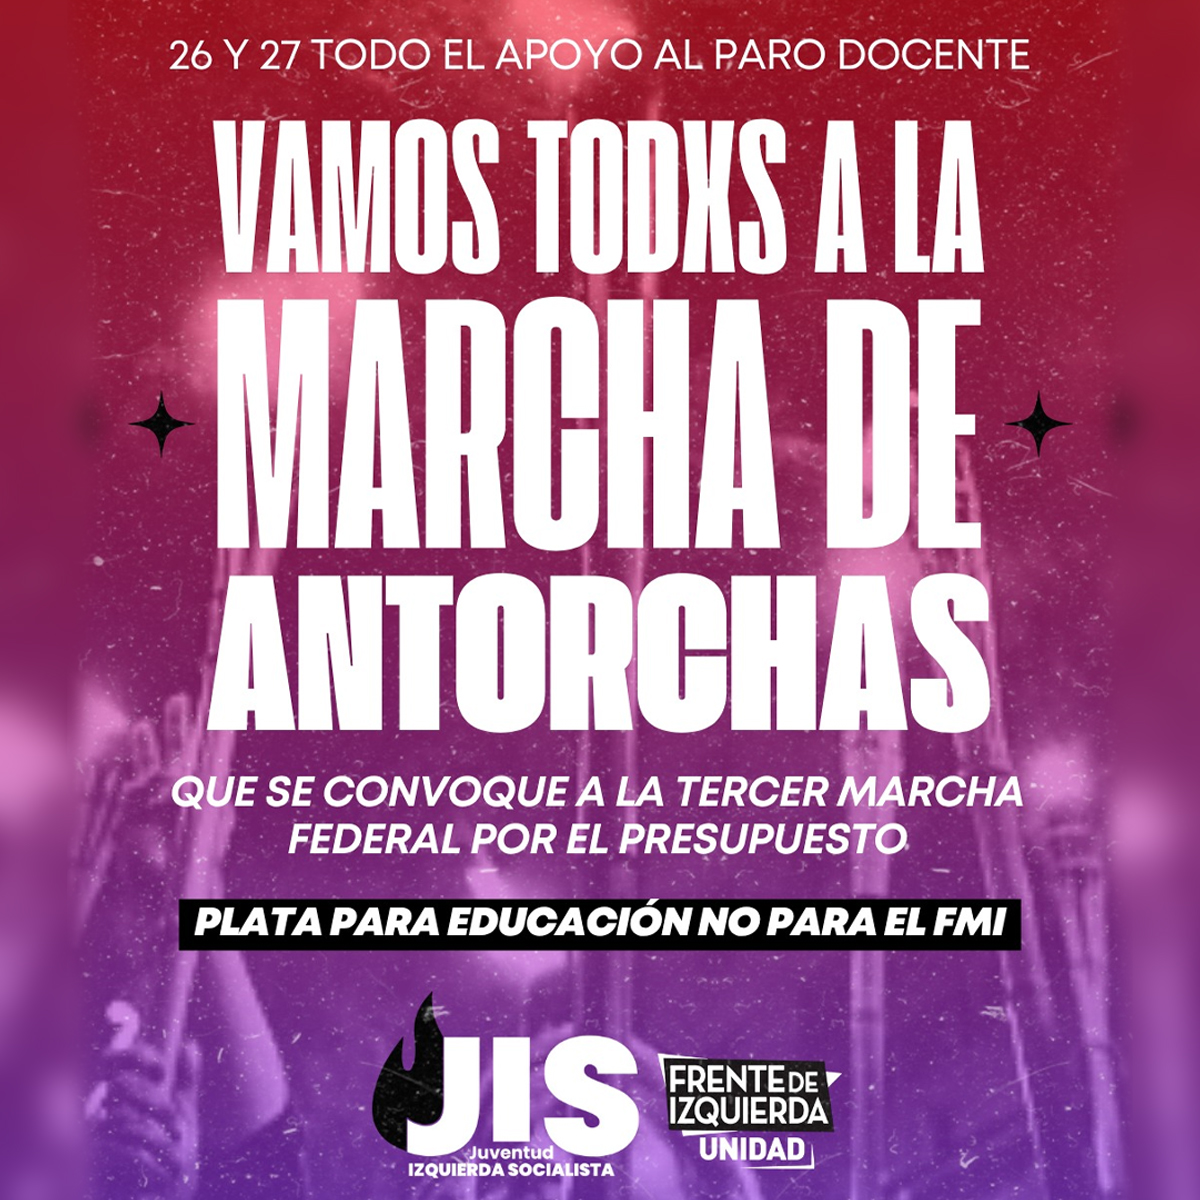 26 Y 27 TODO EL APOYO AL PARO DOCENTE
VAMOS TODXS A LA
MARCHA DE
ANTORCHAS
QUE SE CONVOQUE A LA TERCER MARCHA
FEDERAL POR EL PRESUPUESTO
PLATA PARA EDUCACIÓN NO PARA EL FMI
JIS
Juventud
IZQUIERDA SOCIALISTA
FRENTE DE
IZQUIERDA
UNIDAD